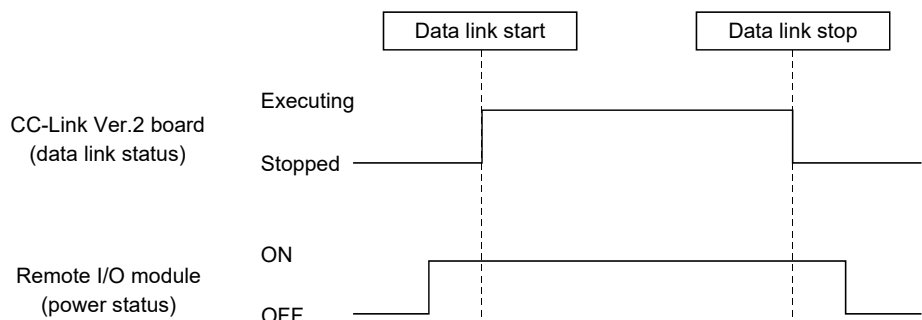 Data link start
Data link stop
Executing
CC-Link Ver.2 board
(data link status)
Stopped
ON
Remote I/O module
(power status)
OFF